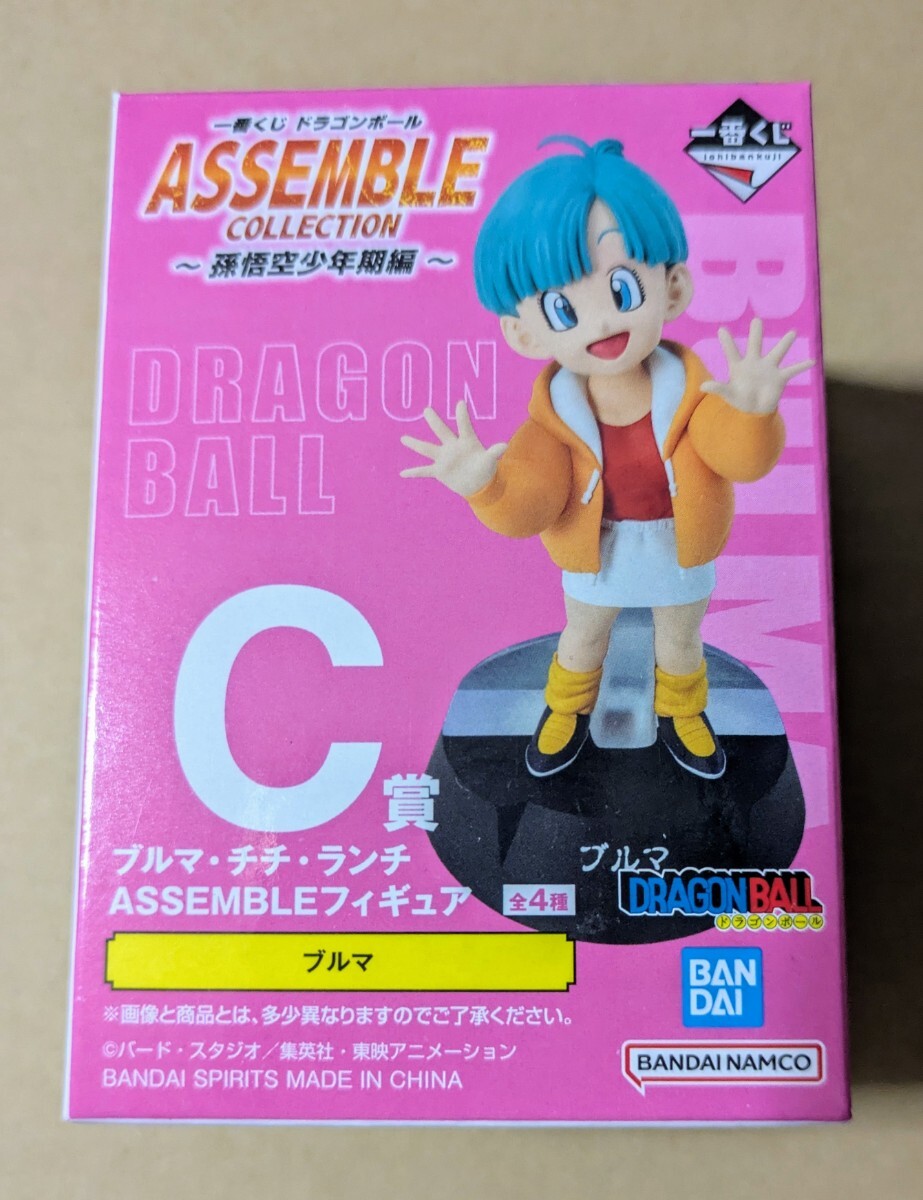 一番くじ ドラゴンボール
ASSEMBLE
COLLECTION
～孫悟空少年期編～
一番くじ
ichibankuji
BULMA
DRAGON
BALL
C賞
ブルマ・チチ・ランチ
ASSEMBLEフィギュア 全4種
ブルマ
ブルマ
DRAGONBALL
ドラゴンボール
BAN
DAI
※画像と商品とは、多少異なりますのでご了承ください。
©バード・スタジオ／集英社・東映アニメーション
BANDAI SPIRITS MADE IN CHINA
BANDAI NAMCO